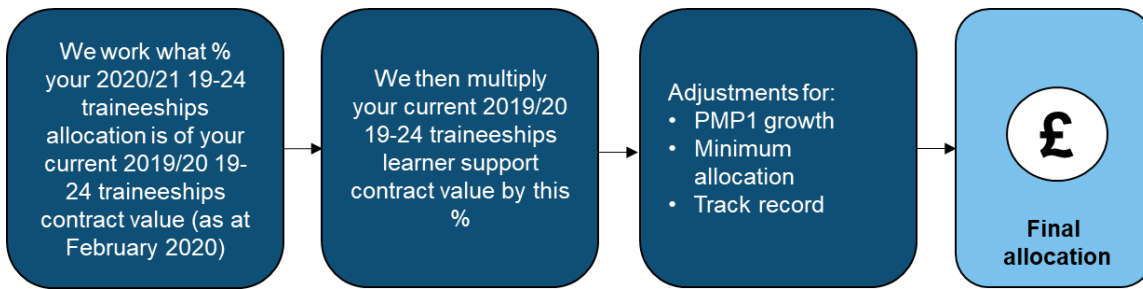 We work what %
your 2020/21 19-24
traineeships
allocation is of your
current 2019/20 19-
24 traineeships
contract value (as at
February 2020)
We then multiply
your current 2019/20
19-24 traineeships
learner support
contract value by this
%
Adjustments for:
• PMP1 growth
• Minimum
allocation
• Track record
£
Final
allocation